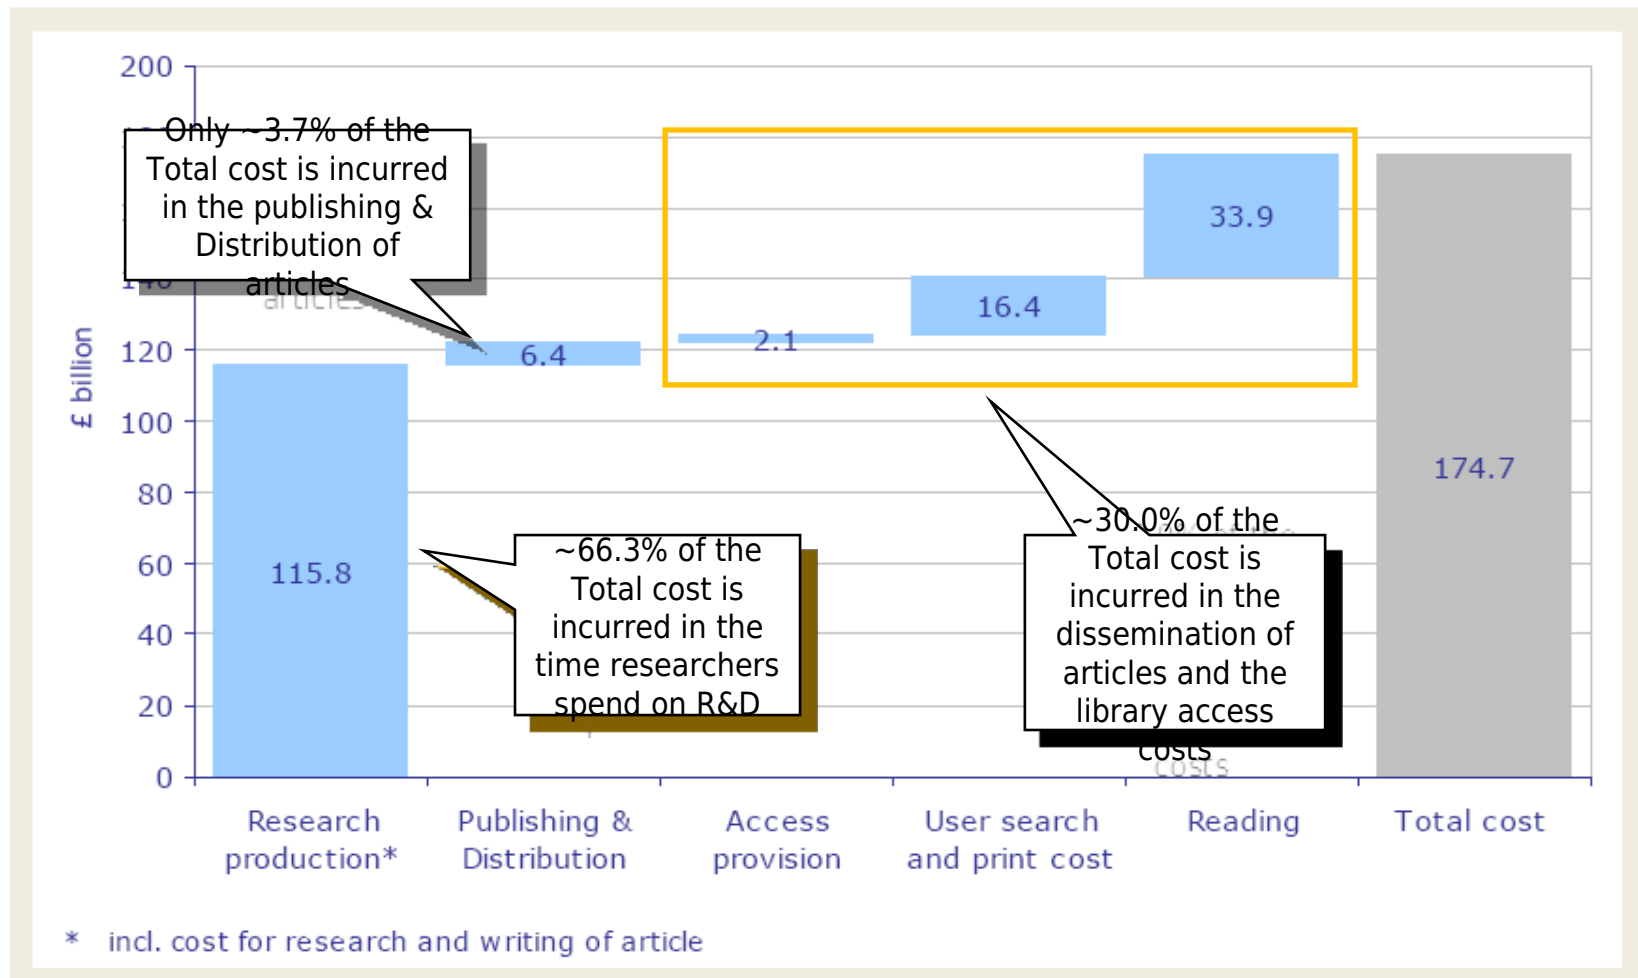 200
Only ~3.7% of the
Total cost is incurred
in the publishing &
Distribution of
articles
articles
£ billion
120
100
80
60
40
20
0
33.9
16.4
2.1
6.4
115.8
174.7
~66.3% of the
Total cost is
incurred in the
time researchers
spend on R&D
~30.0% of the
Total cost is
incurred in the
dissemination of
articles and the
library access
costs
costs
Research
production*
Publishing &
Distribution
Access
provision
User search
and print cost
Reading
Total cost
* incl. cost for research and writing of article